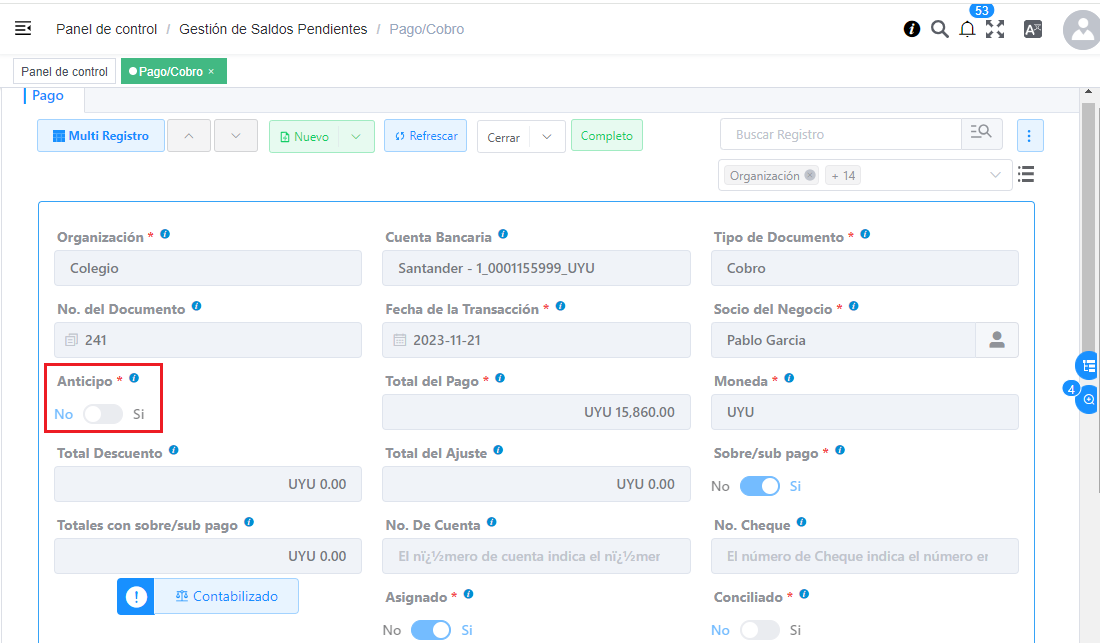 53
Panel de control / Gestión de Saldos Pendientes / Pago/Cobro
Panel de control Pago/Cobro ×
Pago
Multi Registro Nuevo Refrescar Cerrar Completo Buscar Registro
Organización + 14
Organización * Cuenta Bancaria Tipo de Documento *
Colegio Santander - 1_0001155999_UYU Cobro
No. del Documento Fecha de la Transacción * Socio del Negocio *
241 2023-11-21 Pablo Garcia
Anticipo * Total del Pago * Moneda *
No Si UYU 15,860.00 UYU
4
Total Descuento Total del Ajuste Sobre/sub pago *
UYU 0.00 UYU 0.00 No Si
Totales con sobre/sub pago No. De Cuenta No. Cheque
UYU 0.00 El nï¿½mero de cuenta indica el nï¿½mer El número de Cheque indica el número er
Contabilizado Asignado * Conciliado *
No Si No Si